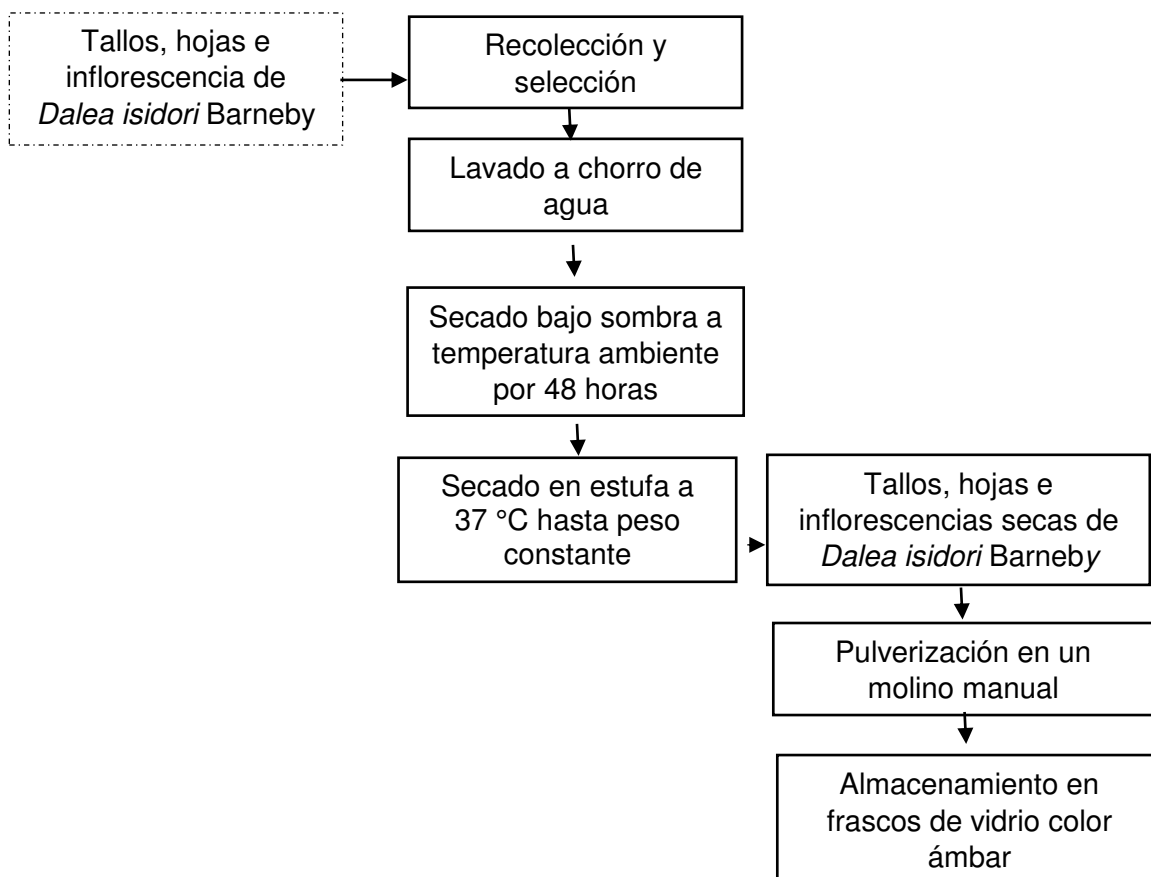 Tallos, hojas e
inflorescencia de
Dalea isidori Barneby
Recolección y
selección
Lavado a chorro de
agua
Secado bajo sombra a
temperatura ambiente
por 48 horas
Secado en estufa a
37 °C hasta peso
constante
Tallos, hojas e
inflorescencias secas de
Dalea isidori Barneby
Pulverización en un
molino manual
Almacenamiento en
frascos de vidrio color
ámbar